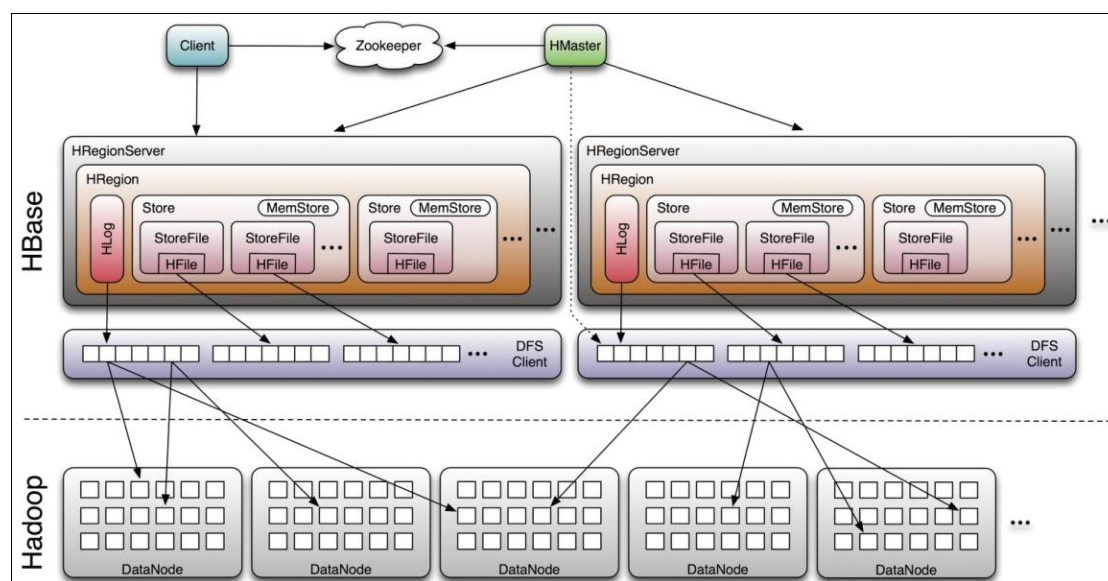 Client
Zookeeper
HMaster
HBase
HRegionServer
HRegion
HLog
Store
MemStore
StoreFile
HFile
StoreFile
HFile
...
Store
MemStore
StoreFile
HFile
...
...
HRegionServer
HRegion
HLog
Store
MemStore
StoreFile
HFile
StoreFile
HFile
...
Store
MemStore
StoreFile
HFile
...
...
...
...
DFS
Client
...
DFS
Client
Hadoop
DataNode
DataNode
DataNode
DataNode
DataNode
...